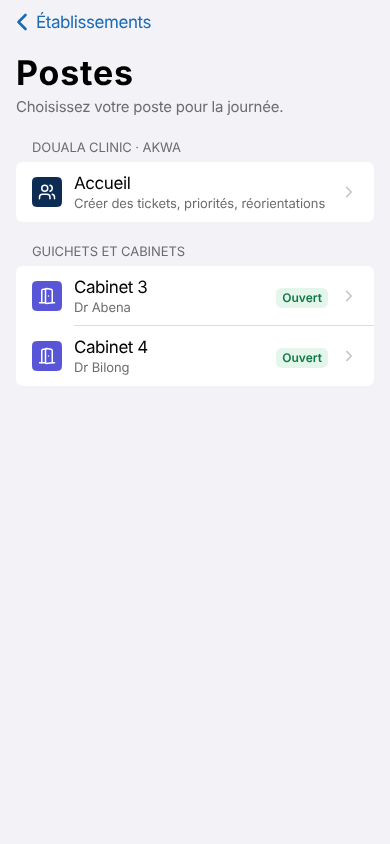 Établissements
Postes
Choisissez votre poste pour la journée.
DOUALA CLINIC · AKWA
Accueil
Créer des tickets, priorités, réorientations
GUICHETS ET CABINETS
Cabinet 3
Dr Abena
Ouvert
Cabinet 4
Dr Bilong
Ouvert